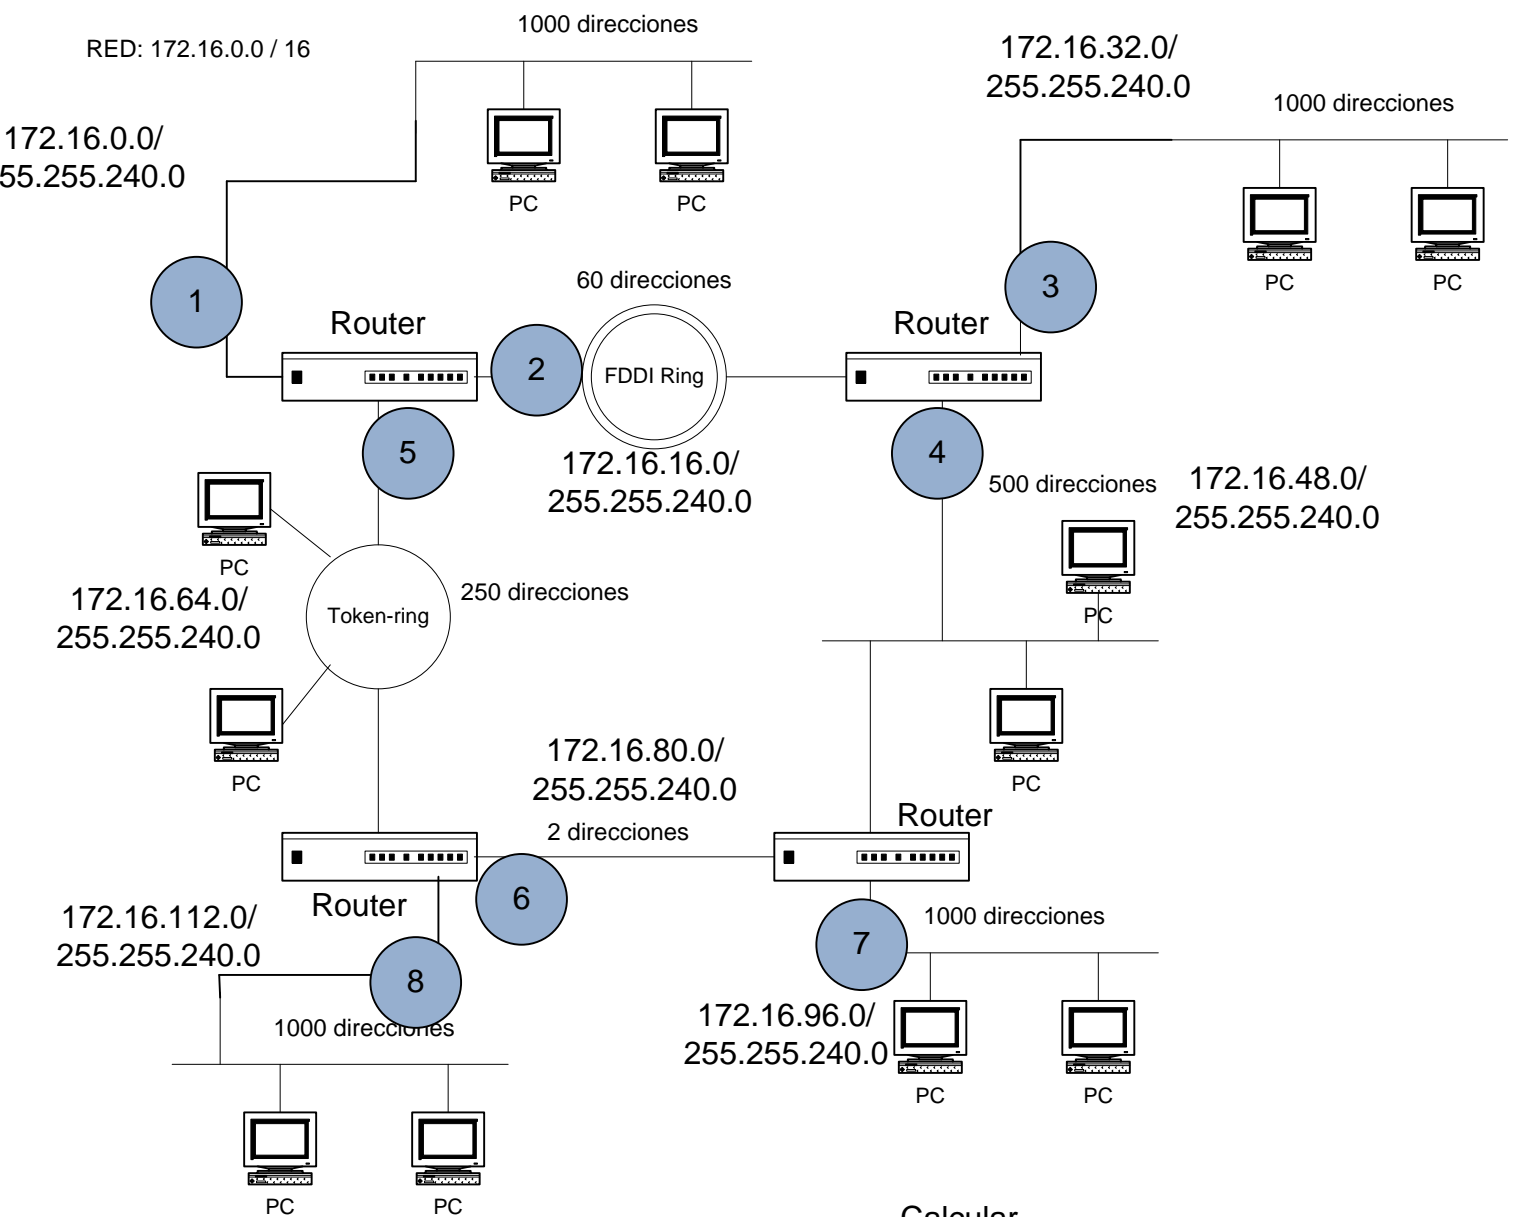 1000 direcciones
RED: 172.16.0.0 / 16
172.16.32.0/
255.255.240.0
1000 direcciones
172.16.0.0/
55.255.240.0
PC
PC
PC
PC
1
60 direcciones
3
Router
Router
2
FDDI Ring
5
4
172.16.16.0/
255.255.240.0
500 direcciones
172.16.48.0/
255.255.240.0
PC
172.16.64.0/
255.255.240.0
250 direcciones
Token-ring
PC
PC
PC
172.16.80.0/
255.255.240.0
2 direcciones
Router
Router
6
172.16.112.0/
255.255.240.0
1000 direcciones
7
8
1000 direcciones
172.16.96.0/
255.255.240.0
PC
PC
PC
PC
Calcular